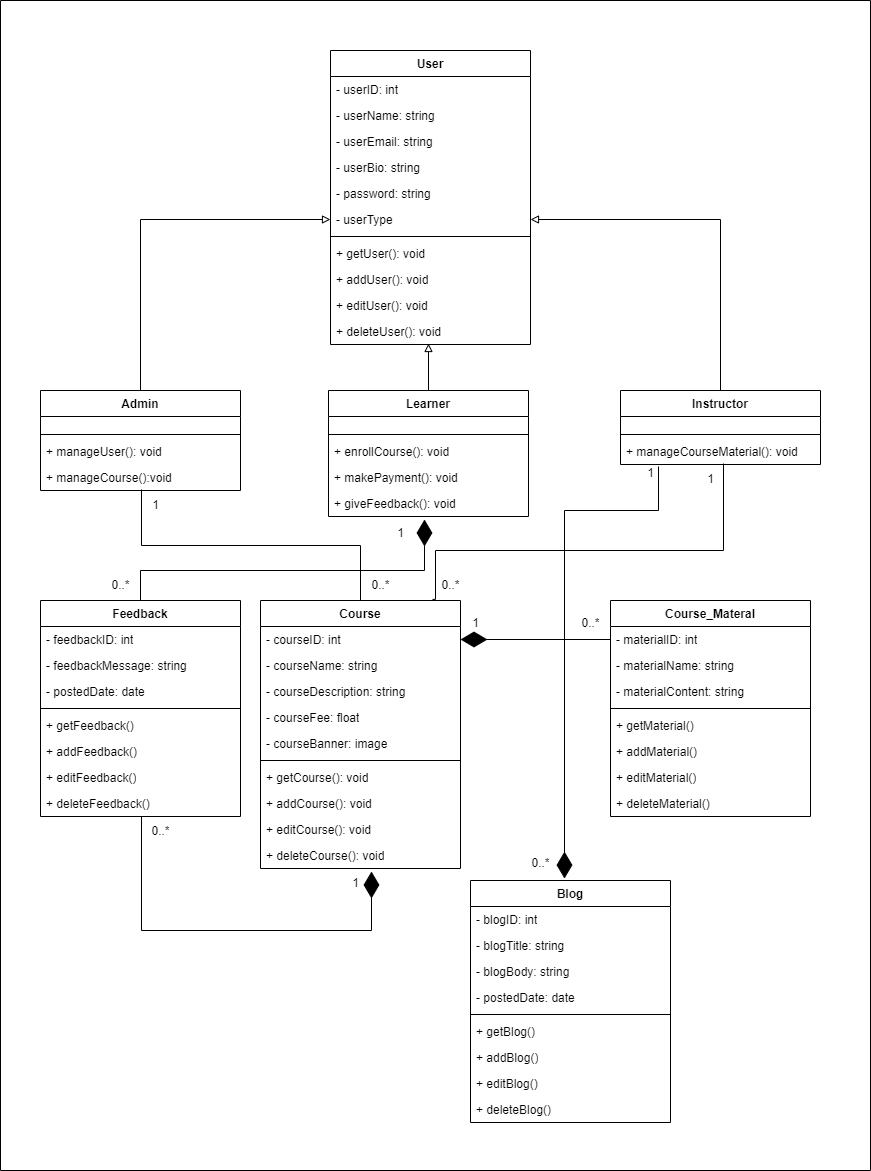 User
- userID: int
- userName: string
- userEmail: string
- userBio: string
- password: string
- userType
+ getUser(): void
+ addUser(): void
+ editUser(): void
+ deleteUser(): void
Admin
+ manageUser(): void
+ manageCourse():void
1
Learner
+ enrollCourse(): void
+ makePayment(): void
+ giveFeedback(): void
1
Instructor
+ manageCourseMaterial(): void
1
1
0..*
0..*
0..*
Feedback
- feedbackID: int
- feedbackMessage: string
- postedDate: date
+ getFeedback()
+ addFeedback()
+ editFeedback()
+ deleteFeedback()
0..*
Course
- courseID: int
- courseName: string
- courseDescription: string
- courseFee: float
- courseBanner: image
+ getCourse(): void
+ addCourse(): void
+ editCourse(): void
+ deleteCourse(): void
1
1
0..*
Course_Materal
- materialID: int
- materialName: string
- materialContent: string
+ getMaterial()
+ addMaterial()
+ editMaterial()
+ deleteMaterial()
0..*
Blog
- blogID: int
- blogTitle: string
- blogBody: string
- postedDate: date
+ getBlog()
+ addBlog()
+ editBlog()
+ deleteBlog()